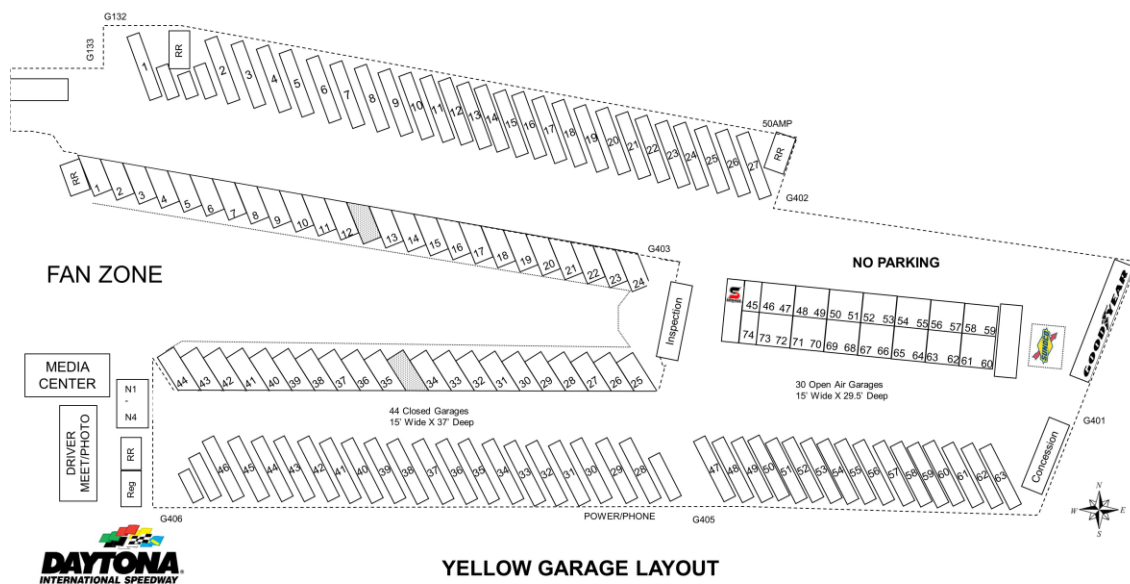 G132
G133
RR
1
2
3
4
5
6
7
8
9
10
11
12
13
14
15
16
17
18
19
20
21
22
23
24
25
26
27
50AMP
RR
G402
RR
1
2
3
4
5
6
7
8
9
10
11
12
13
14
15
16
17
18
19
20
21
22
23
24
G403
FAN ZONE
NO PARKING
GOODYEAR
45 46 47 48 49 50 51 52 53 54 55 56 57 58 59
74 73 72 71 70 69 68 67 66 65 64 63 62 61 60
SUNOCO
Inspection
44 43 42 41 40 39 38 37 36 35 34 33 32 31 30 29 28 27 26 25
MEDIA
CENTER
N1
-
N4
44 Closed Garages
15' Wide X 37' Deep
30 Open Air Garages
15' Wide X 29.5' Deep
DRIVER
MEET/PHOTO
RR
Reg
46 45 44 43 42 41 40 39 38 37 36 35 34 33 32 31 30 29 28
47 48 49 50 51 52 53 54 55 56 57 58 59 60 61 62 63
Concession
G401
N
W
E
S
G406
POWER/PHONE
G405
DAYTONA
INTERNATIONAL SPEEDWAY
YELLOW GARAGE LAYOUT